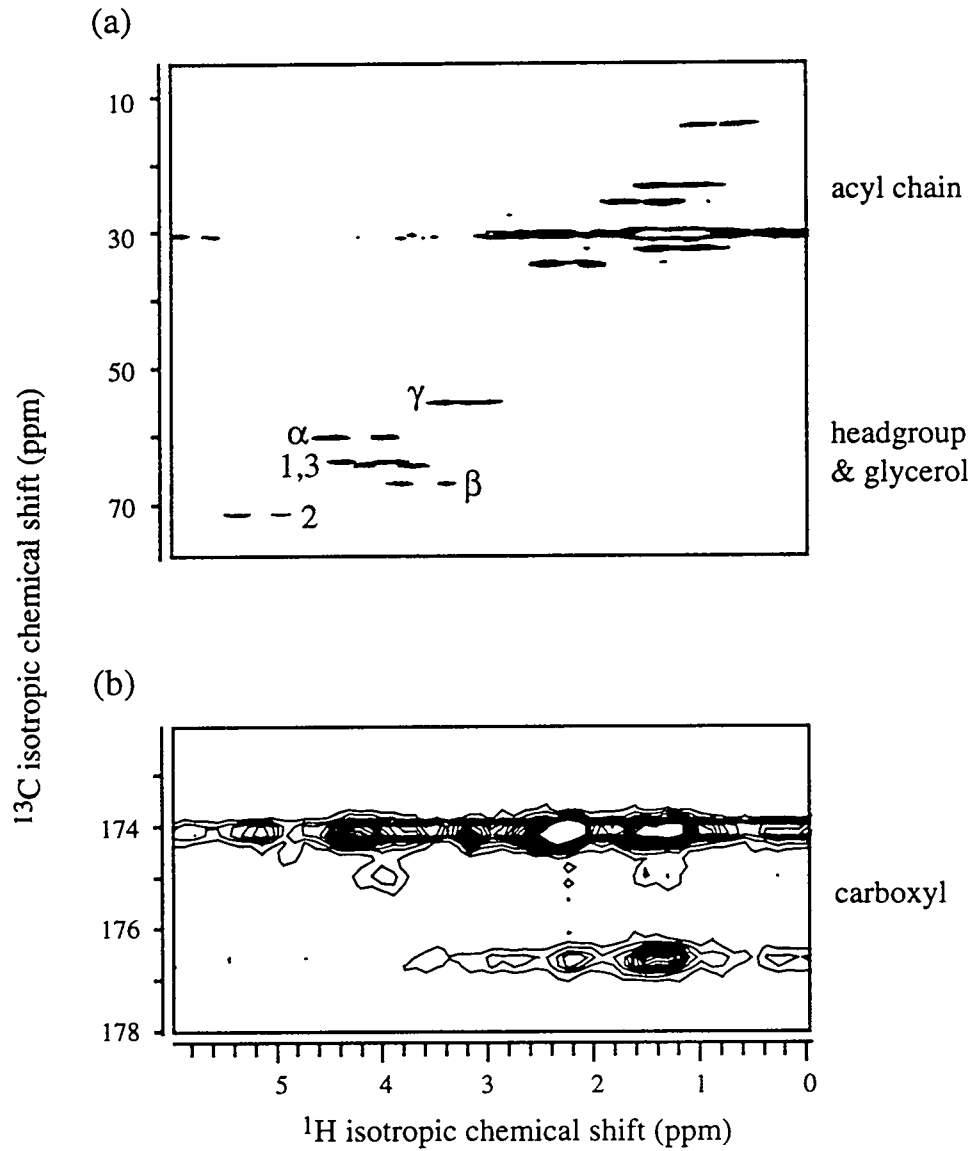 (a)
10
30
50
70
acyl chain
γ
α
1,3
β
2
headgroup
& glycerol
13C isotropic chemical shift (ppm)
(b)
174
176
178
carboxyl
5 4 3 2 1 0
1H isotropic chemical shift (ppm)